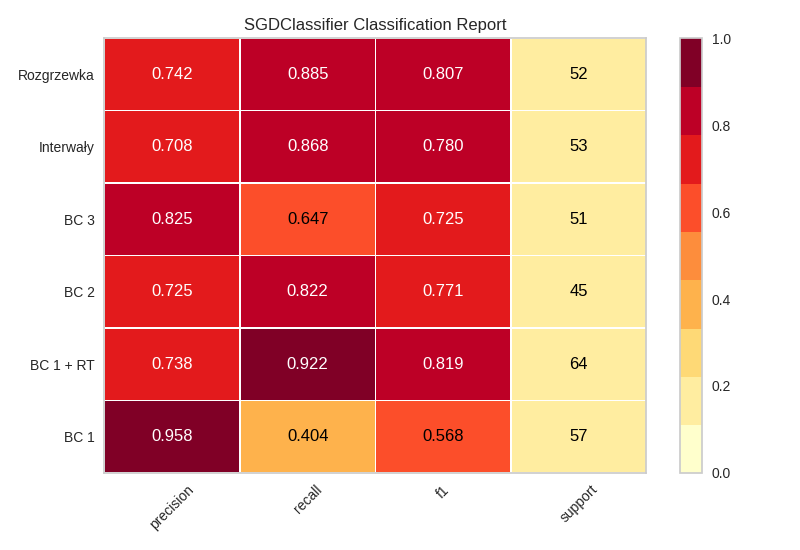 SGDClassifier Classification Report
Rozgrzewka 0.742 0.885 0.807 52
Interwały 0.708 0.868 0.780 53
BC 3 0.825 0.647 0.725 51
BC 2 0.725 0.822 0.771 45
BC 1 + RT 0.738 0.922 0.819 64
BC 1 0.958 0.404 0.568 57
precision recall f1 support
1.0
0.8
0.6
0.4
0.2
0.0